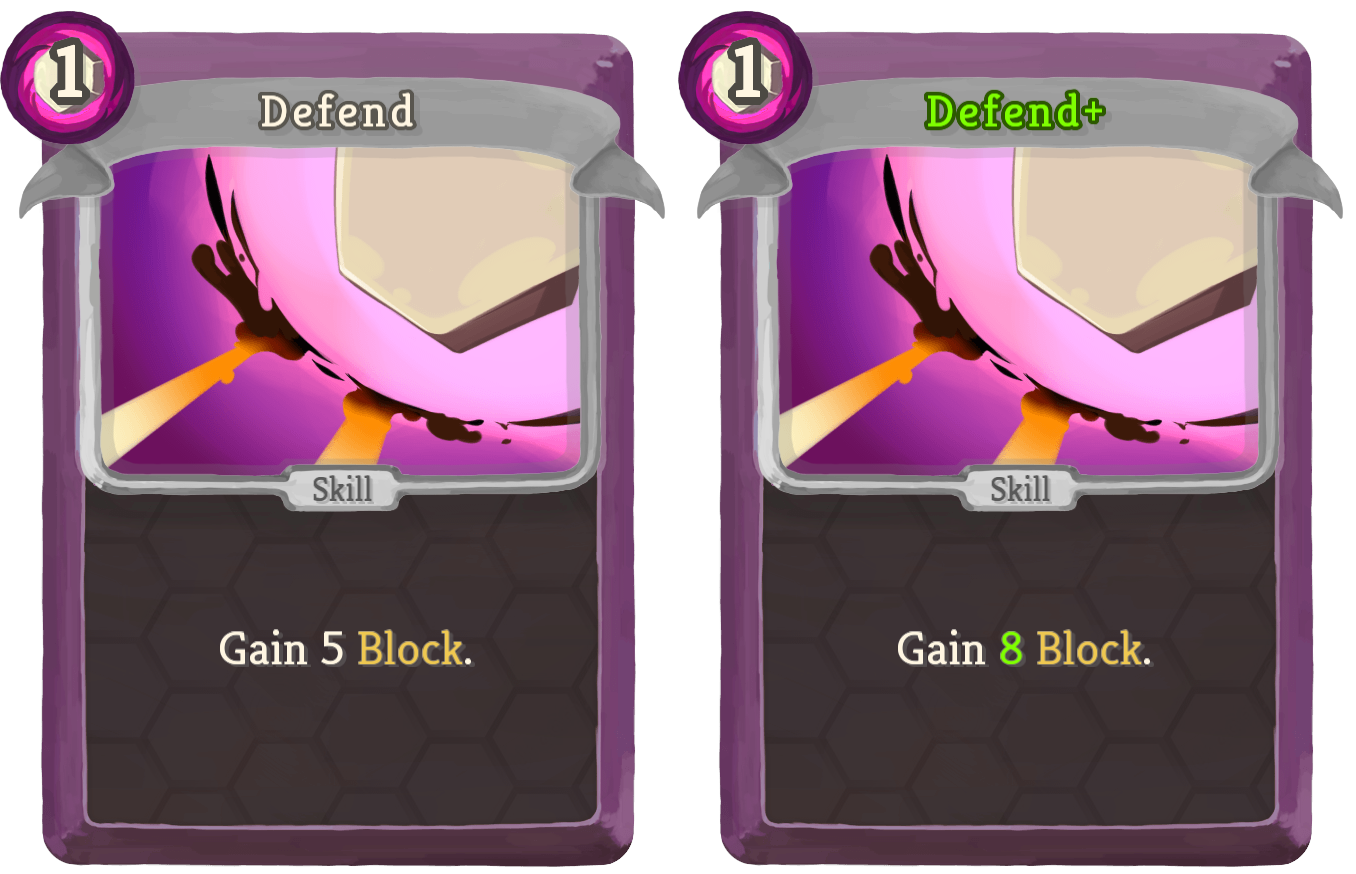 1
Defend
Skill
Gain 5 Block.
1
Defend+
Skill
Gain 8 Block.